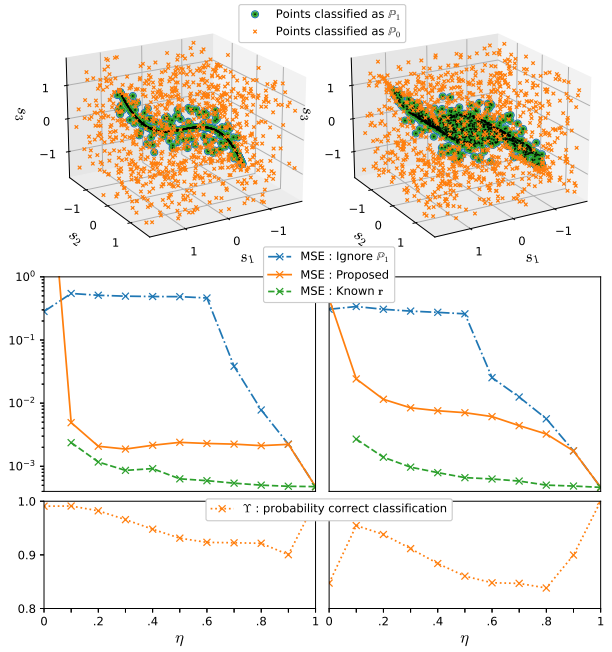 Points classified as ℙ₁
Points classified as ℙ₀
s₃
1
0
−1
−1
0
1
s₂
1
0
−1
s₁
s₃
1
0
−1
−1
0
1
s₂
1
0
−1
s₁
MSE : Ignore ℙ₁
MSE : Proposed
MSE : Known r
10⁰
10⁻¹
10⁻²
10⁻³
ϒ : probability correct classification
1.0
0.9
0.8
0 .2 .4 .6 .8 1
0 .2 .4 .6 .8 1
η
η